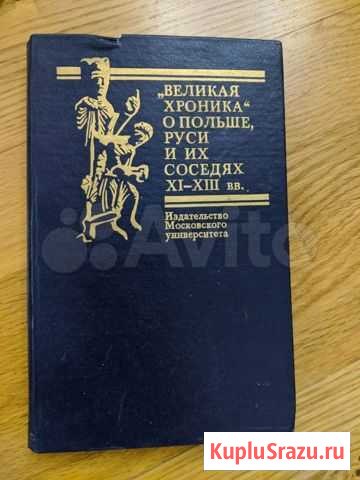 „ВЕЛИКАЯ
ХРОНИКА“
О ПОЛЬШЕ,
РУСИ
И ИХ
СОСЕДЯХ
XI–XIII вв.
Издательство
Московского
университета
Avito
KupluSrazu.ru